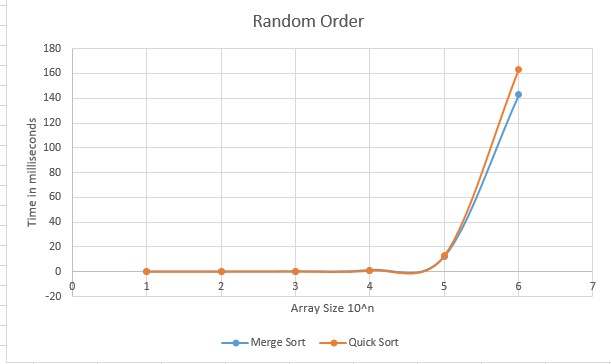 Random Order
180
160
140
120
100
80
60
40
20
0
-20
Time in milliseconds
0 1 2 3 4 5 6 7
Array Size 10^n
Merge Sort Quick Sort